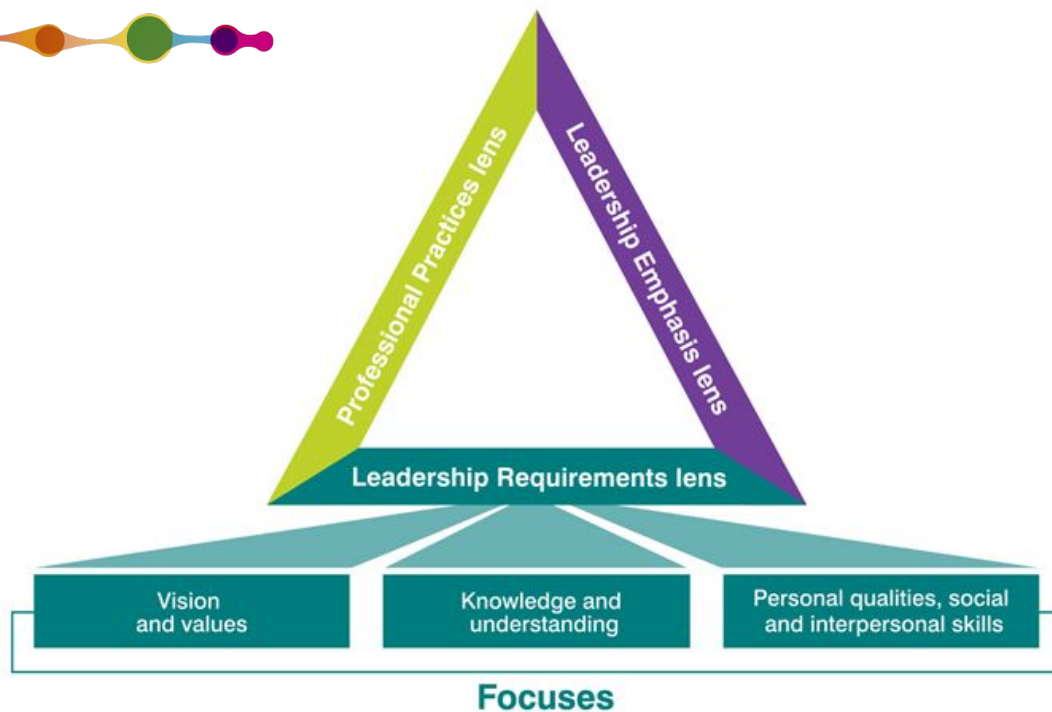 Professional Practices lens
Leadership Emphasis lens
Leadership Requirements lens
Vision
and values
Knowledge and
understanding
Personal qualities, social
and interpersonal skills
Focuses